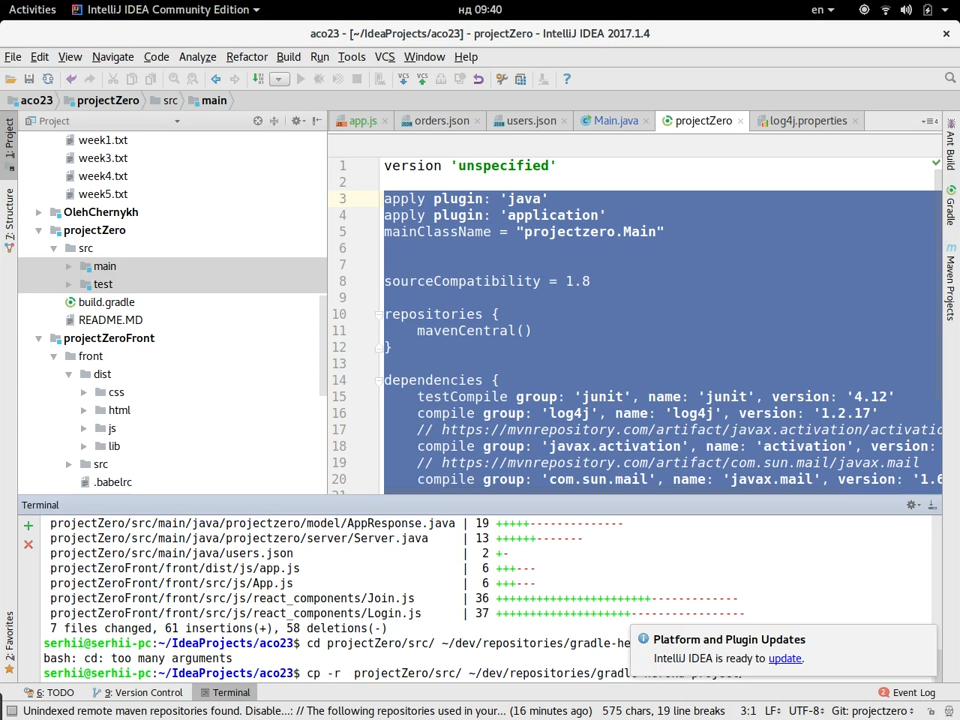 Activities IntelliJ IDEA Community Edition нд 09:40 en
aco23 - [~/IdeaProjects/aco23] - projectZero - IntelliJ IDEA 2017.1.4
File Edit View Navigate Code Analyze Refactor Build Run Tools VCS Window Help
aco23 projectZero src main
Project app.js orders.json users.json Main.java projectZero log4j.properties
1: Project
7: Structure
2: Favorites
Ant Build
Gradle
Maven Projects
week1.txt
week3.txt
week4.txt
week5.txt
OlehChernykh
projectZero
src
main
test
build.gradle
README.MD
projectZeroFront
front
dist
css
html
js
lib
src
.babelrc
1 version 'unspecified'
2
3 apply plugin: 'java'
4 apply plugin: 'application'
5 mainClassName = "projectzero.Main"
6
7
8 sourceCompatibility = 1.8
9
10 repositories {
11 mavenCentral()
12 }
13
14 dependencies {
15 testCompile group: 'junit', name: 'junit', version: '4.12'
16 compile group: 'log4j', name: 'log4j', version: '1.2.17'
17 // https://mvnrepository.com/artifact/javax.activation/activatio
18 compile group: 'javax.activation', name: 'activation', version:
19 // https://mvnrepository.com/artifact/com.sun.mail/javax.mail
20 compile group: 'com.sun.mail', name: 'javax.mail', version: '1.6
Terminal
projectZero/src/main/java/projectzero/model/AppResponse.java | 19 +++++--------------
projectZero/src/main/java/projectzero/server/Server.java | 13 ++++++-------
projectZero/src/main/java/users.json | 2 +-
projectZeroFront/front/dist/js/app.js | 6 +++---
projectZeroFront/front/src/js/App.js | 6 +++---
projectZeroFront/front/src/js/react_components/Join.js | 36 ++++++++++++++++++++++--------------
projectZeroFront/front/src/js/react_components/Login.js | 37 ++++++++++++++++++++--------------
7 files changed, 61 insertions(+), 58 deletions(-)
serhii@serhii-pc:~/IdeaProjects/aco23$ cd projectZero/src/ ~/dev/repositories/gradle-he
bash: cd: too many arguments
serhii@serhii-pc:~/IdeaProjects/aco23$ cp -r projectZero/src/ ~/dev/repositories/gradle-heroku-project/
Platform and Plugin Updates
IntelliJ IDEA is ready to update.
6: TODO 9: Version Control Terminal 2 Event Log
Unindexed remote maven repositories found. Disable...: // The following repositories used in your... (16 minutes ago) 575 chars, 19 line breaks 3:1 LF UTF-8 Git: projectzero